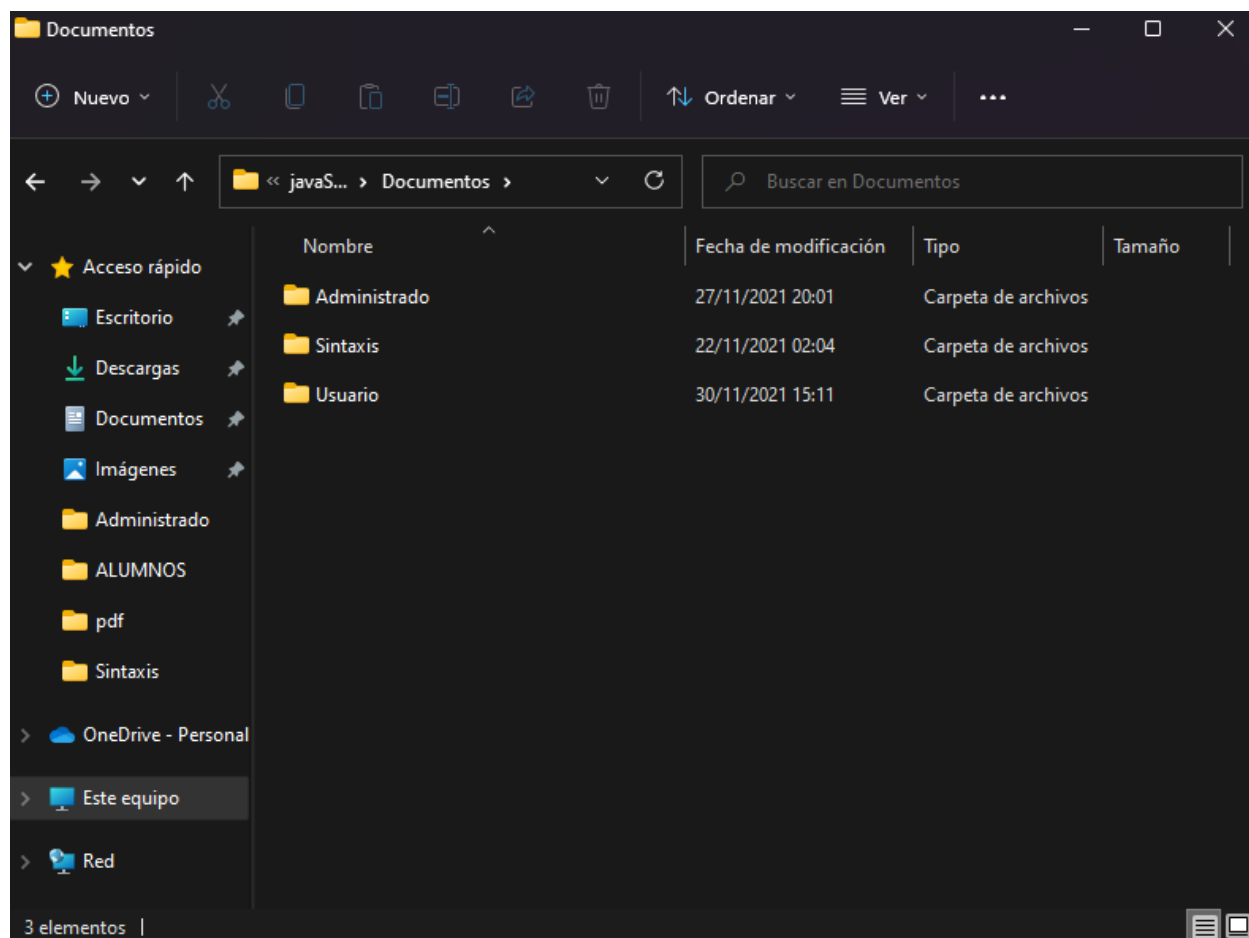 Documentos
Nuevo Ordenar Ver ...
« javaS... > Documentos > Buscar en Documentos
Nombre Fecha de modificación Tipo Tamaño
Acceso rápido
Escritorio
Descargas
Documentos
Imágenes
Administrado
ALUMNOS
pdf
Sintaxis
OneDrive - Personal
Este equipo
Red
Administrado 27/11/2021 20:01 Carpeta de archivos
Sintaxis 22/11/2021 02:04 Carpeta de archivos
Usuario 30/11/2021 15:11 Carpeta de archivos
3 elementos